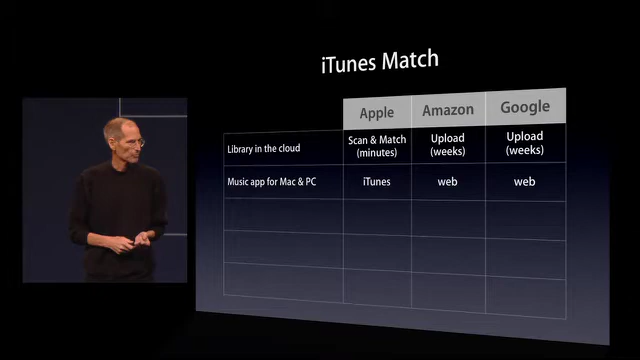 iTunes Match
Apple Amazon Google
Library in the cloud Scan & Match (minutes) Upload (weeks) Upload (weeks)
Music app for Mac & PC iTunes web web